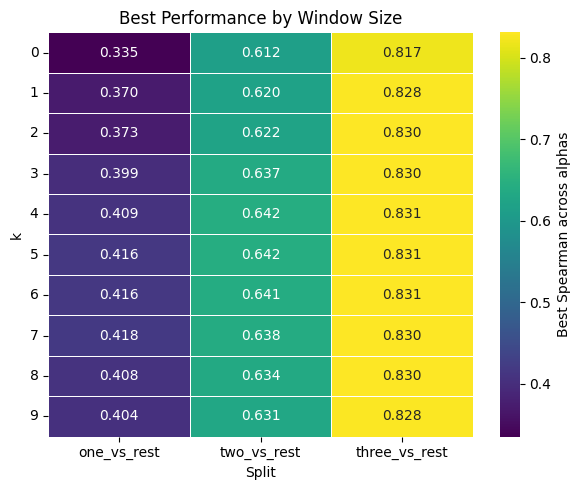 Best Performance by Window Size
0 0.335 0.612 0.817
1 0.370 0.620 0.828
2 0.373 0.622 0.830
3 0.399 0.637 0.830
4 0.409 0.642 0.831
5 0.416 0.642 0.831
6 0.416 0.641 0.831
7 0.418 0.638 0.830
8 0.408 0.634 0.830
9 0.404 0.631 0.828
k
one_vs_rest two_vs_rest three_vs_rest
Split
0.8
0.7
0.6
0.5
0.4
Best Spearman across alphas